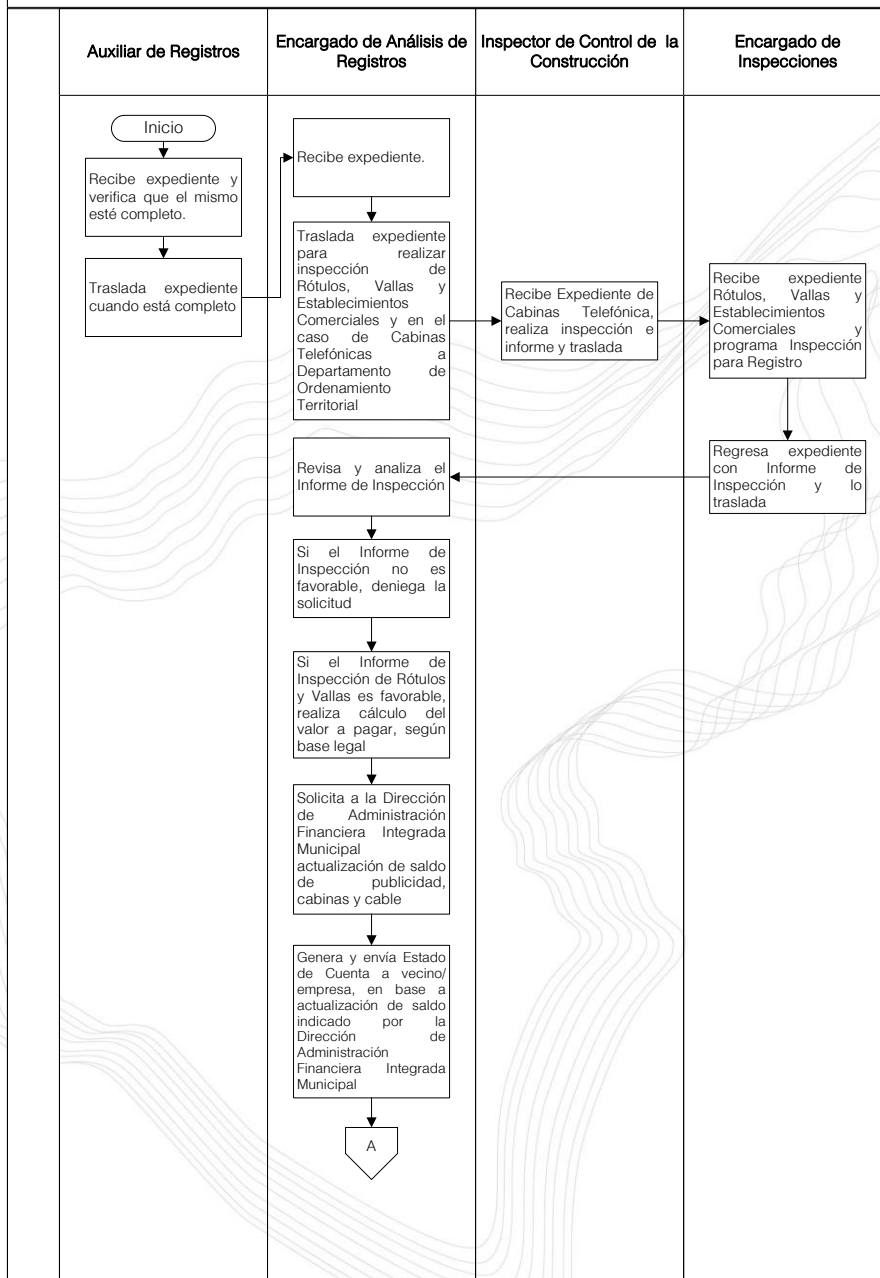 Auxiliar de Registros
Encargado de Análisis de
Registros
Inspector de Control de la
Construcción
Encargado de
Inspecciones
Inicio
Recibe expediente y
verifica que el mismo
esté completo.
Traslada expediente
cuando está completo
Recibe expediente.
Traslada expediente
para realizar
inspección de
Rótulos, Vallas y
Establecimientos
Comerciales y en el
caso de Cabinas
Telefónicas a
Departamento de
Ordenamiento
Territorial
Recibe Expediente de
Cabinas Telefónica,
realiza inspección e
informe y traslada
Recibe expediente
Rótulos, Vallas y
Establecimientos
Comerciales y
programa Inspección
para Registro
Regresa expediente
con Informe de
Inspección y lo
traslada
Revisa y analiza el
Informe de Inspección
Si el Informe de
Inspección no es
favorable, deniega la
solicitud
Si el Informe de
Inspección de Rótulos
y Vallas es favorable,
realiza cálculo del
valor a pagar, según
base legal
Solicita a la Dirección
de Administración
Financiera Integrada
Municipal
actualización de saldo
de publicidad,
cabinas y cable
Genera y envía Estado
de Cuenta a vecino/
empresa, en base a
actualización de saldo
indicado por la
Dirección de
Administración
Financiera Integrada
Municipal
A